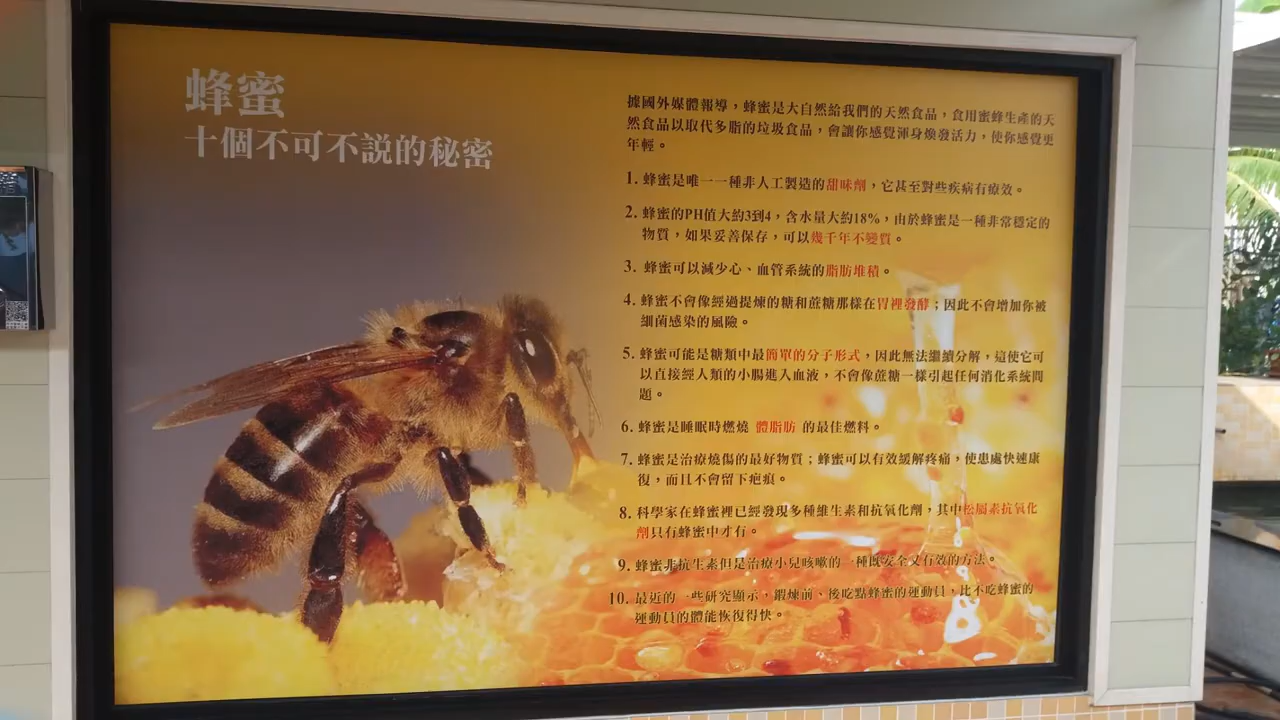 蜂蜜
十個不可不説的秘密
據國外媒體報導，蜂蜜是大自然給我們的天然食品，食用蜜蜂生產的天
然食品以取代多脂的垃圾食品，會讓你感覺渾身煥發活力，使你感覺更
年輕。
1. 蜂蜜是唯一一種非人工製造的甜味劑，它甚至對些疾病有療效。
2. 蜂蜜的PH值大約3到4，含水量大約18%，由於蜂蜜是一種非常穩定的
物質，如果妥善保存，可以幾千年不變質。
3. 蜂蜜可以減少心、血管系統的脂肪堆積。
4. 蜂蜜不會像經過提煉的糖和蔗糖那樣在胃裡發酵；因此不會增加你被
細菌感染的風險。
5. 蜂蜜可能是糖類中最簡單的分子形式，因此無法繼續分解，這使它可
以直接經人類的小腸進入血液，不會像蔗糖一樣引起任何消化系統問
題。
6. 蜂蜜是睡眠時燃燒 體脂肪 的最佳燃料。
7. 蜂蜜是治療燒傷的最好物質；蜂蜜可以有效緩解疼痛，使患處快速康
復，而且不會留下疤痕。
8. 科學家在蜂蜜裡已經發現多種維生素和抗氧化劑，其中松屬素抗氧化
劑只有蜂蜜中才有。
9. 蜂蜜非抗生素但是治療小兒咳嗽的一種既安全又有效的方法。
10. 最近的一些研究顯示，鍛煉前、後吃點蜂蜜的運動員，比不吃蜂蜜的
運動員的體能恢復得快。